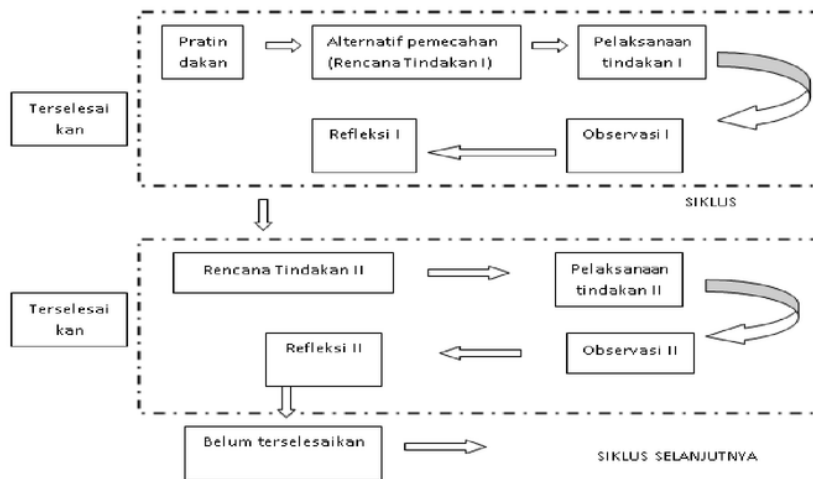 Pratin
dakan
Alternatif pemecahan
(Rencana Tindakan I)
Pelaksanaan
tindakan I
Terselesai
kan
Refleksi I
Observasi I
SIKLUS
Rencana Tindakan II
Pelaksanaan
tindakan II
Terselesai
kan
Refleksi II
Observasi II
Belum terselesaikan
SIKLUS SELANJUTNYA